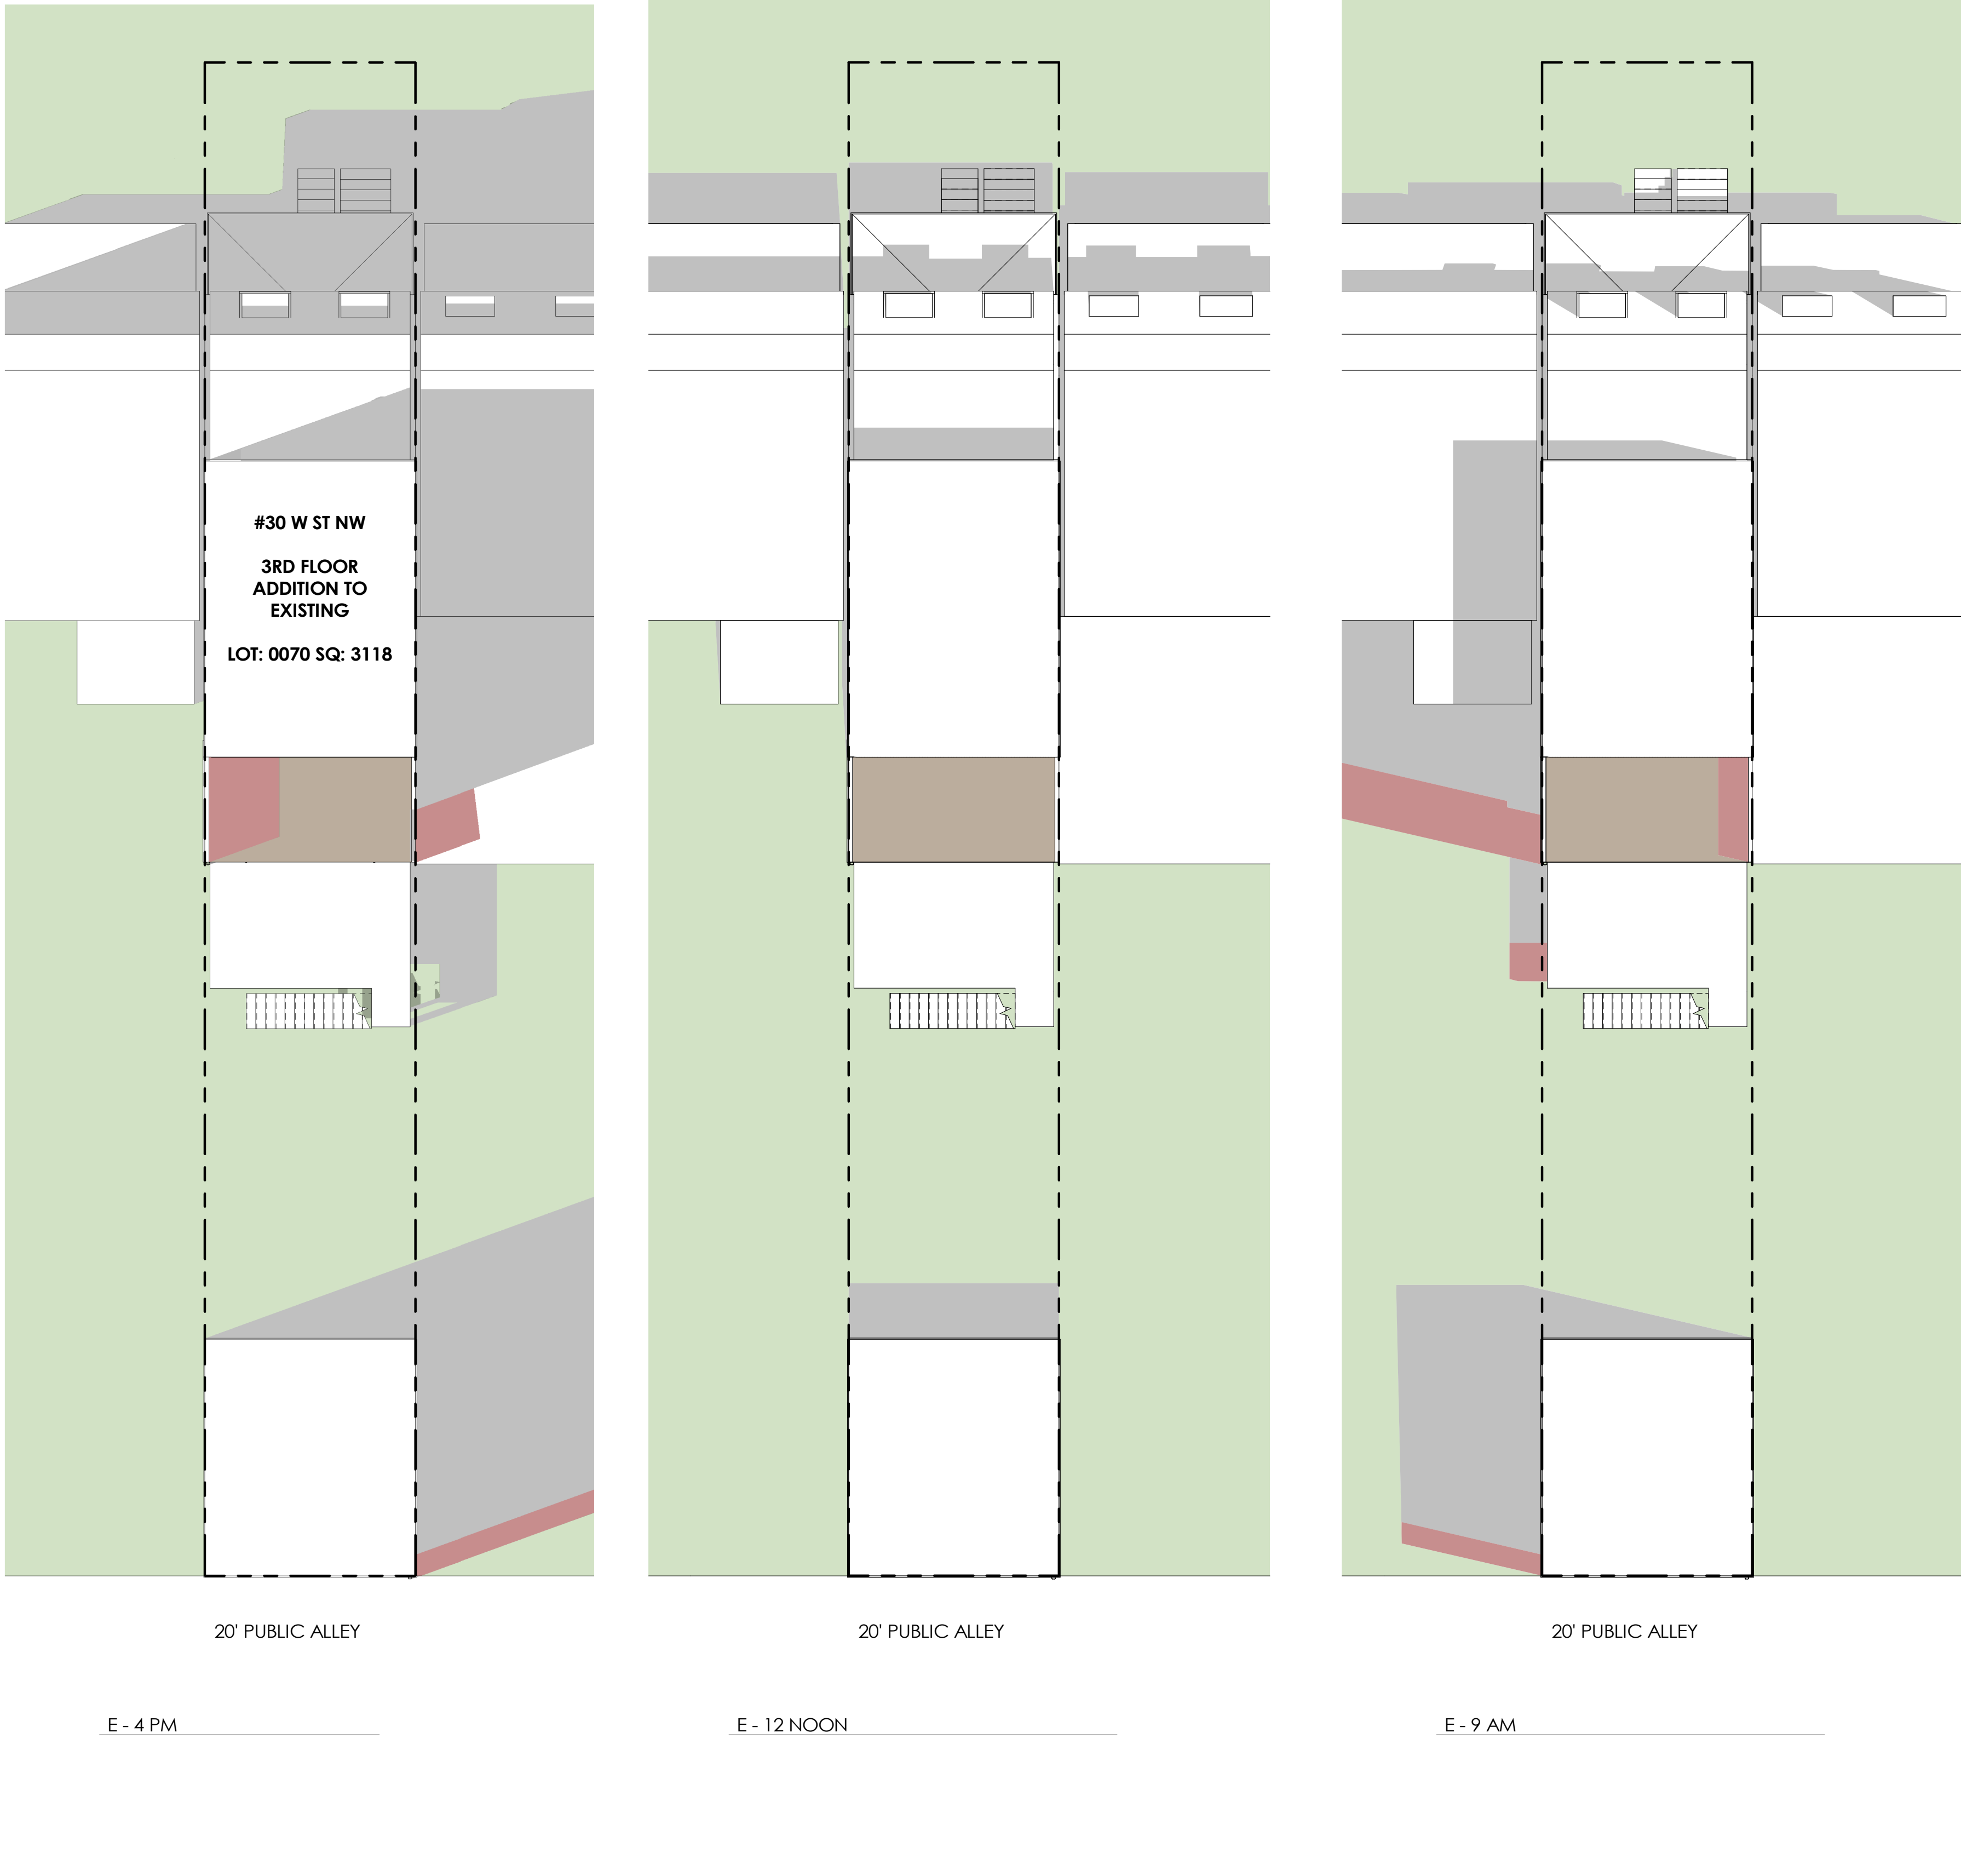 #30 W ST NW
3RD FLOOR
ADDITION TO
EXISTING
LOT: 0070 SQ: 3118
20' PUBLIC ALLEY
20' PUBLIC ALLEY
20' PUBLIC ALLEY
E - 4 PM
E - 12 NOON
E - 9 AM